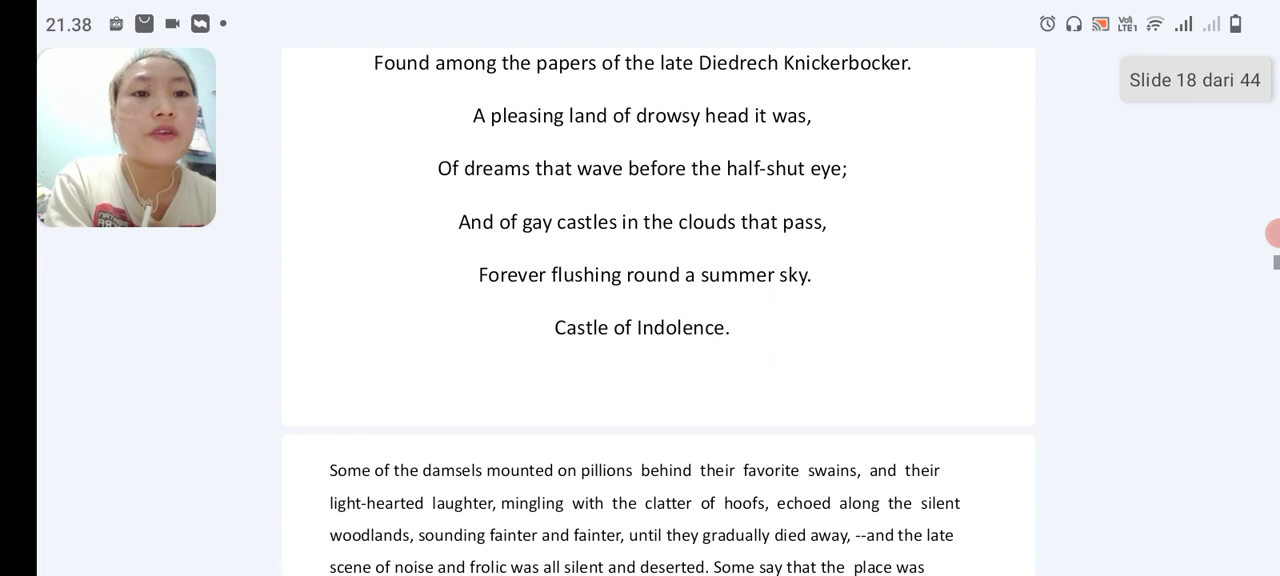 21.38
Slide 18 dari 44
Found among the papers of the late Diedrech Knickerbocker.
A pleasing land of drowsy head it was,
Of dreams that wave before the half-shut eye;
And of gay castles in the clouds that pass,
Forever flushing round a summer sky.
Castle of Indolence.
Some of the damsels mounted on pillions behind their favorite swains, and their
light-hearted laughter, mingling with the clatter of hoofs, echoed along the silent
woodlands, sounding fainter and fainter, until they gradually died away, --and the late
scene of noise and frolic was all silent and deserted. Some say that the place was